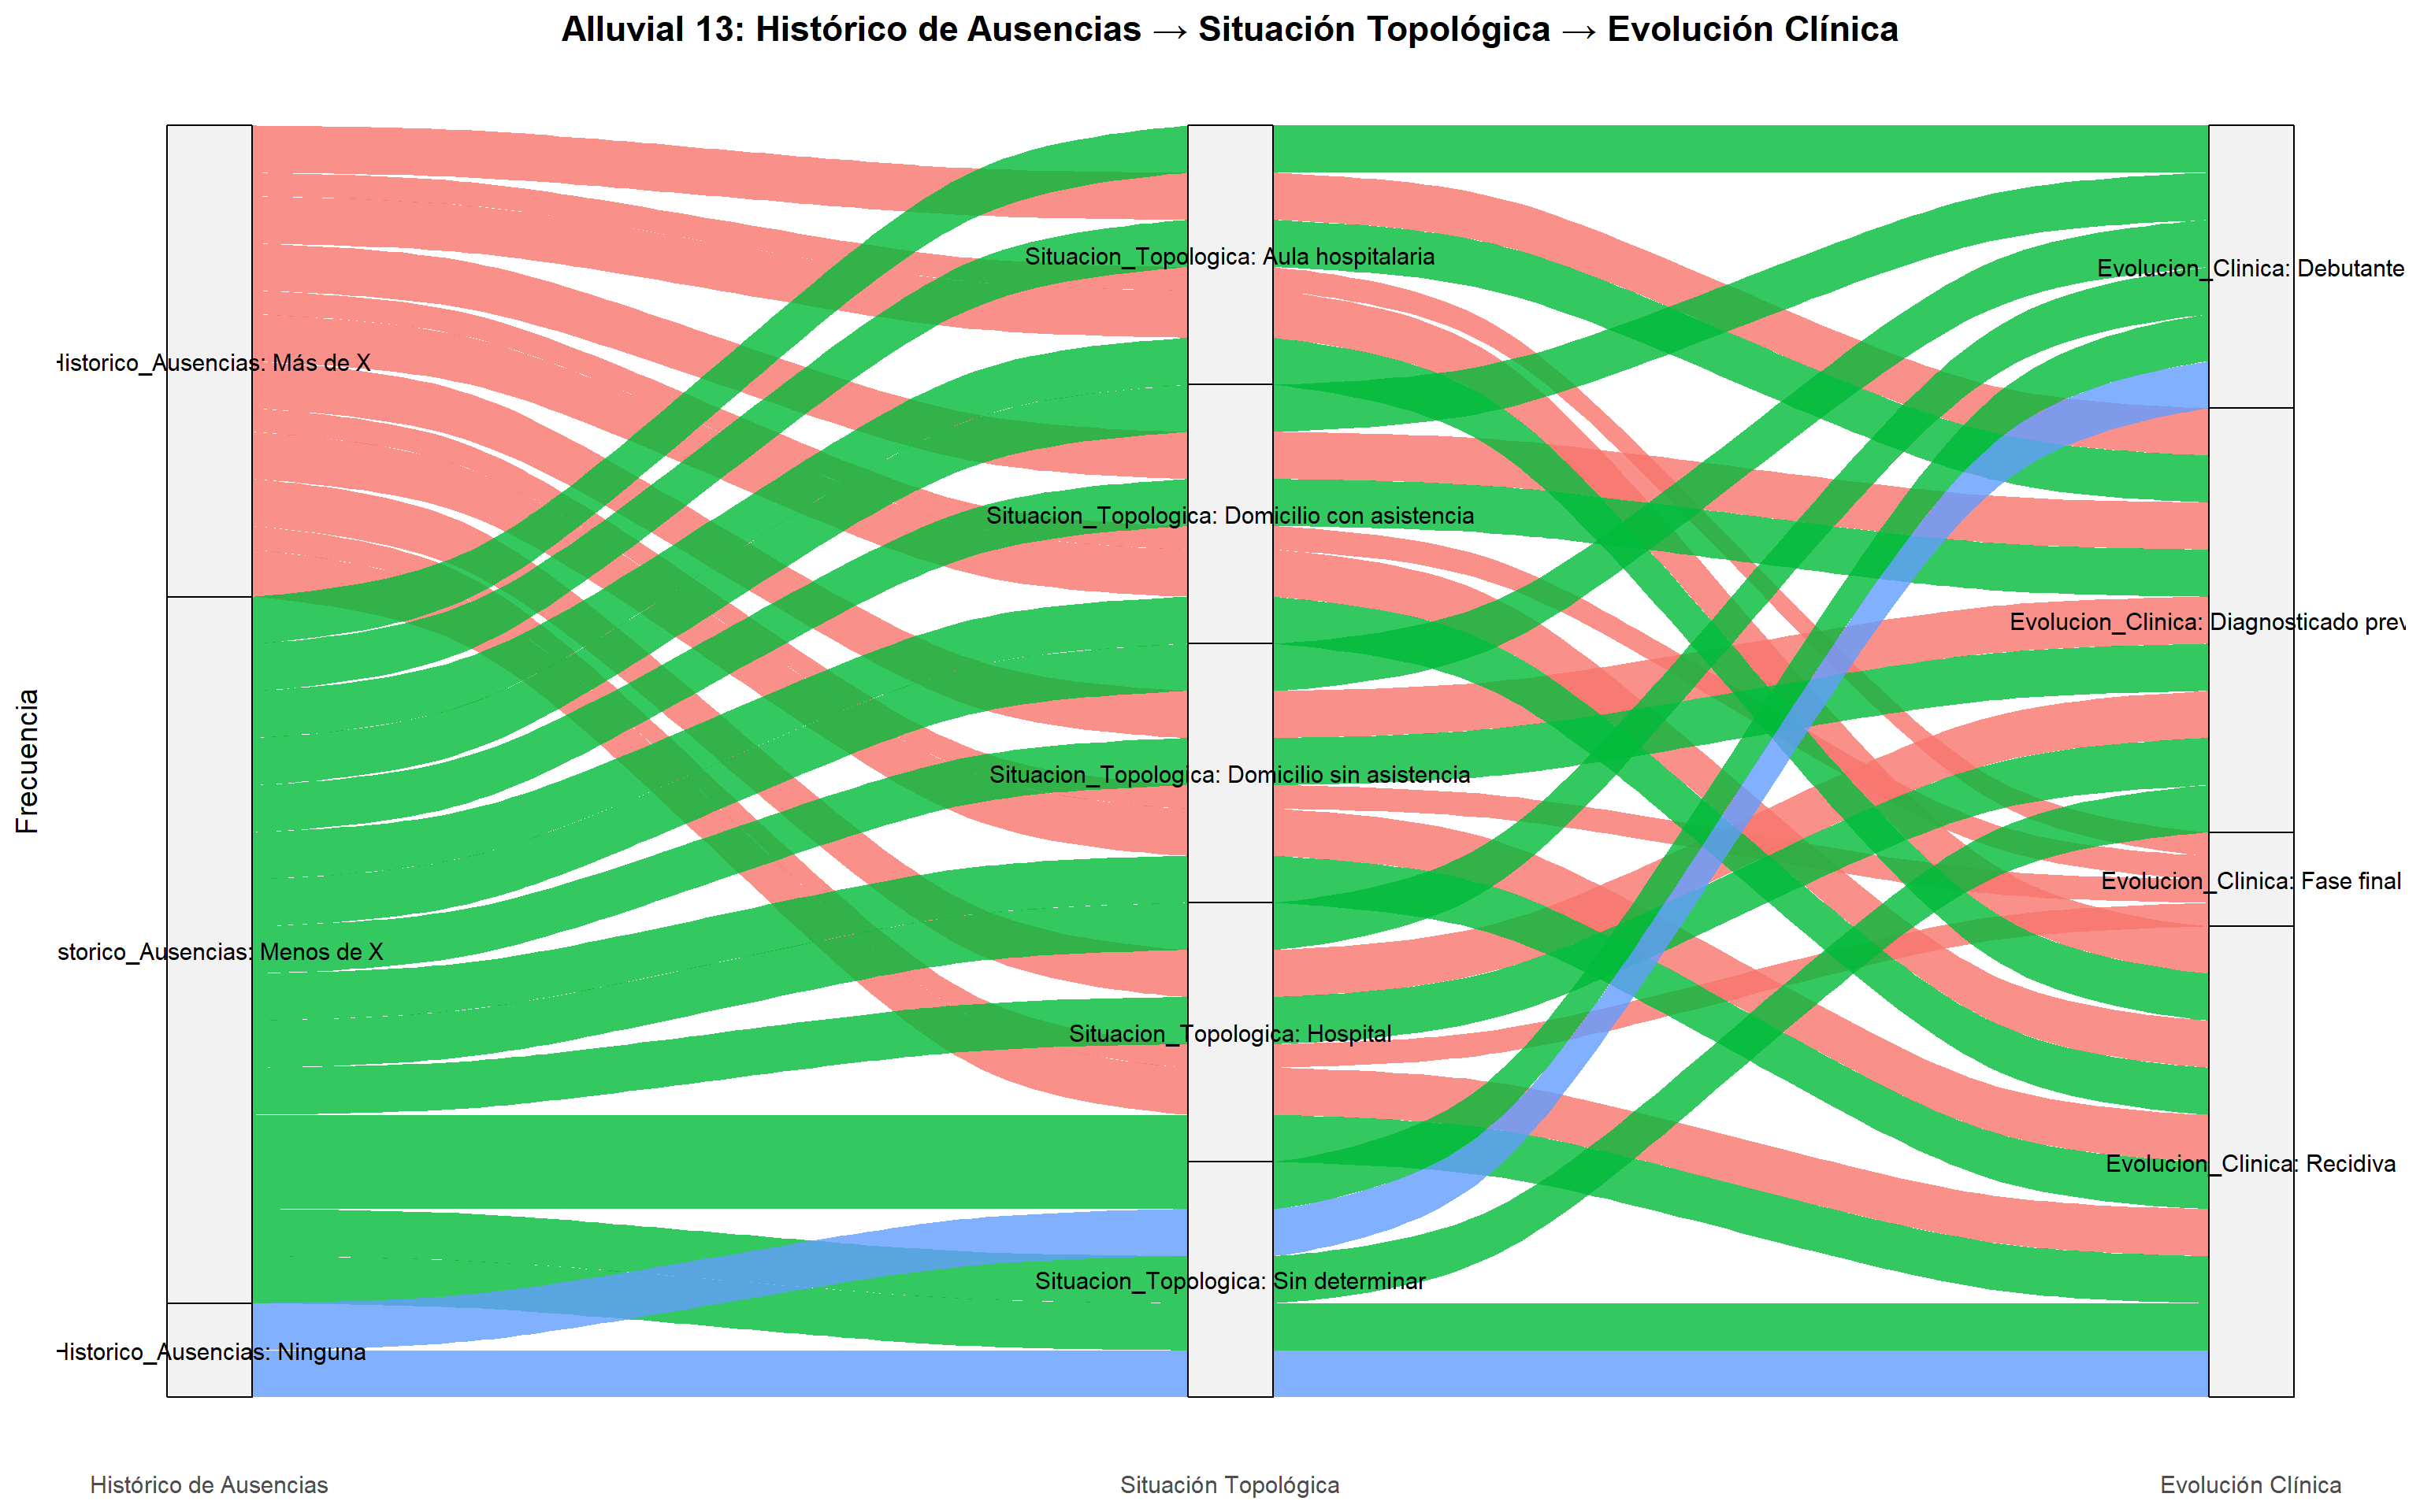 Alluvial 13: Histórico de Ausencias → Situación Topológica → Evolución Clínica
Frecuencia
Historico_Ausencias: Más de X
storico_Ausencias: Menos de X
Historico_Ausencias: Ninguna
Situacion_Topologica: Aula hospitalaria
Situacion_Topologica: Domicilio con asistencia
Situacion_Topologica: Domicilio sin asistencia
Situacion_Topologica: Hospital
Situacion_Topologica: Sin determinar
Evolucion_Clinica: Debutante
Evolucion_Clinica: Diagnosticado prev
Evolucion_Clinica: Fase final
Evolucion_Clinica: Recidiva
Histórico de Ausencias
Situación Topológica
Evolución Clínica